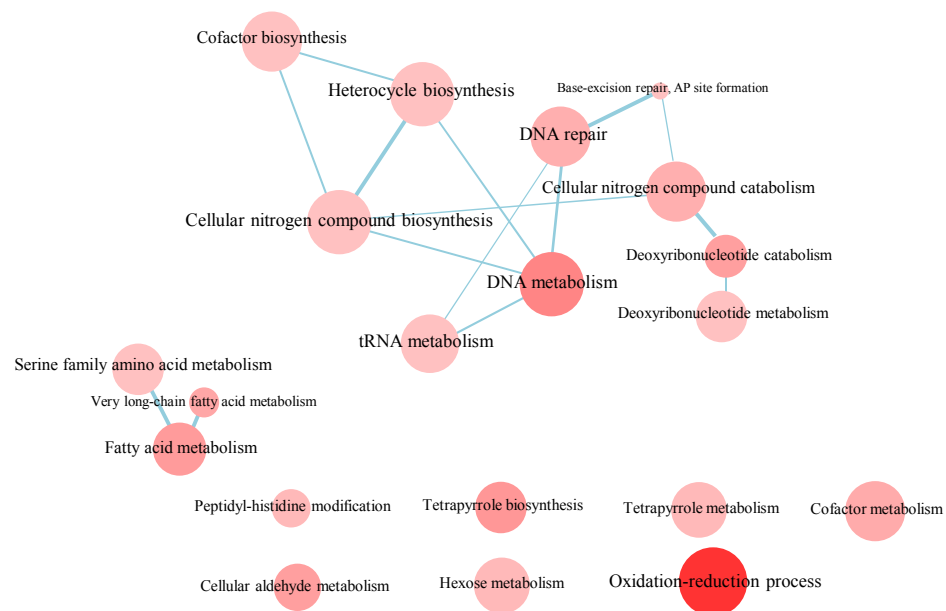 Cofactor biosynthesis
Heterocycle biosynthesis
Base-excision repair, AP site formation
DNA repair
Cellular nitrogen compound catabolism
Cellular nitrogen compound biosynthesis
Deoxyribonucleotide catabolism
DNA metabolism
Deoxyribonucleotide metabolism
tRNA metabolism
Serine family amino acid metabolism
Very long-chain fatty acid metabolism
Fatty acid metabolism
Peptidyl-histidine modification
Tetrapyrrole biosynthesis
Tetrapyrrole metabolism
Cofactor metabolism
Cellular aldehyde metabolism
Hexose metabolism
Oxidation-reduction process